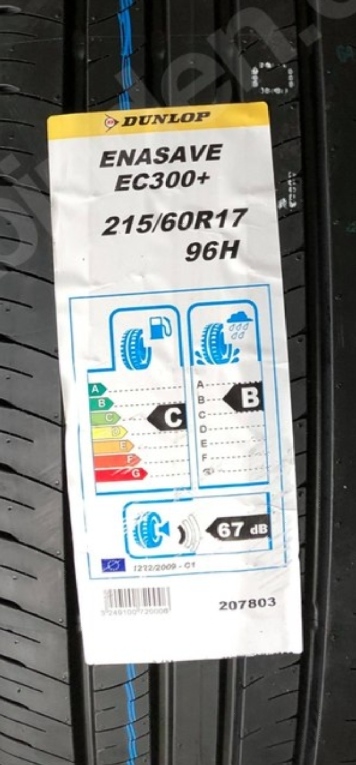 DUNLOP
ENASAVE
EC300+
215/60R17
96H
A
B
C
D
E
F
G
C
A
B
C
D
E
F
B
67 dB
1222/2009 - C1
207803